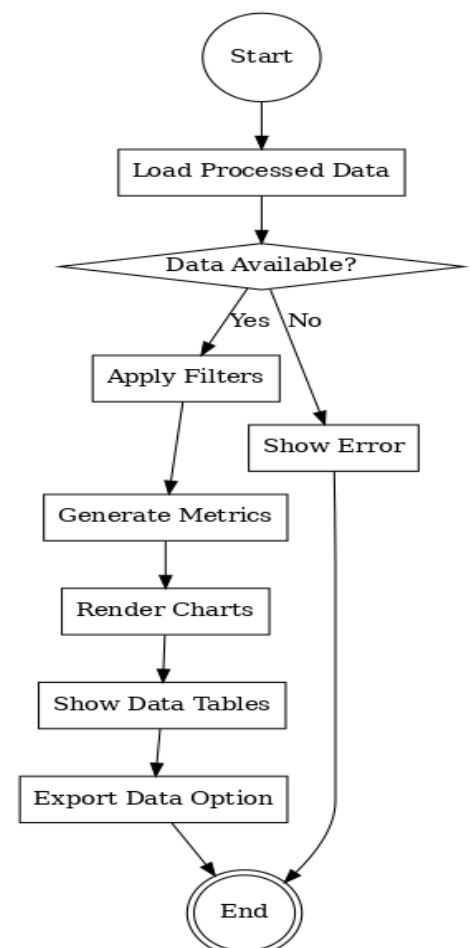 Start
Load Processed Data
Data Available?
Yes No
Apply Filters
Show Error
Generate Metrics
Render Charts
Show Data Tables
Export Data Option
End